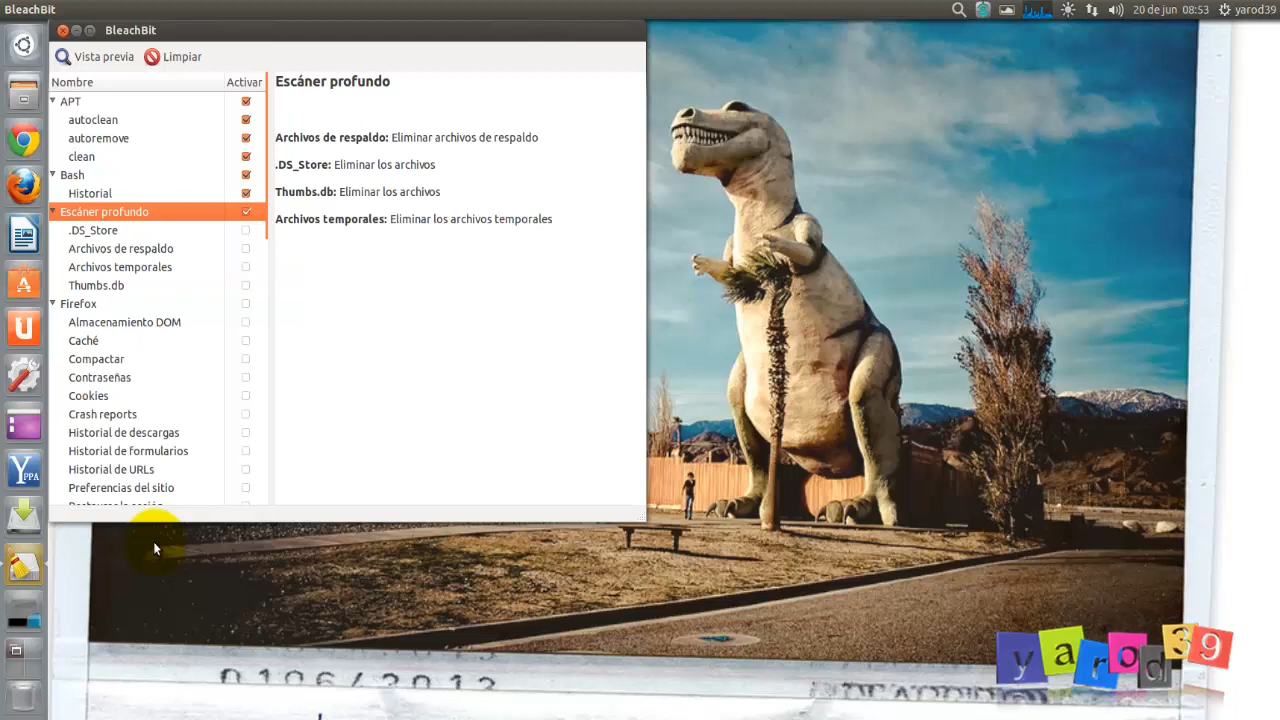 BleachBit
20 de jun 08:53 yarod39
BleachBit
Vista previa Limpiar
Nombre Activar
APT
autoclean
autoremove
clean
Bash
Historial
Escáner profundo
.DS_Store
Archivos de respaldo
Archivos temporales
Thumbs.db
Firefox
Almacenamiento DOM
Caché
Compactar
Contraseñas
Cookies
Crash reports
Historial de descargas
Historial de formularios
Historial de URLs
Preferencias del sitio
Escáner profundo
Archivos de respaldo: Eliminar archivos de respaldo
.DS_Store: Eliminar los archivos
Thumbs.db: Eliminar los archivos
Archivos temporales: Eliminar los archivos temporales
YPPA
yarod39